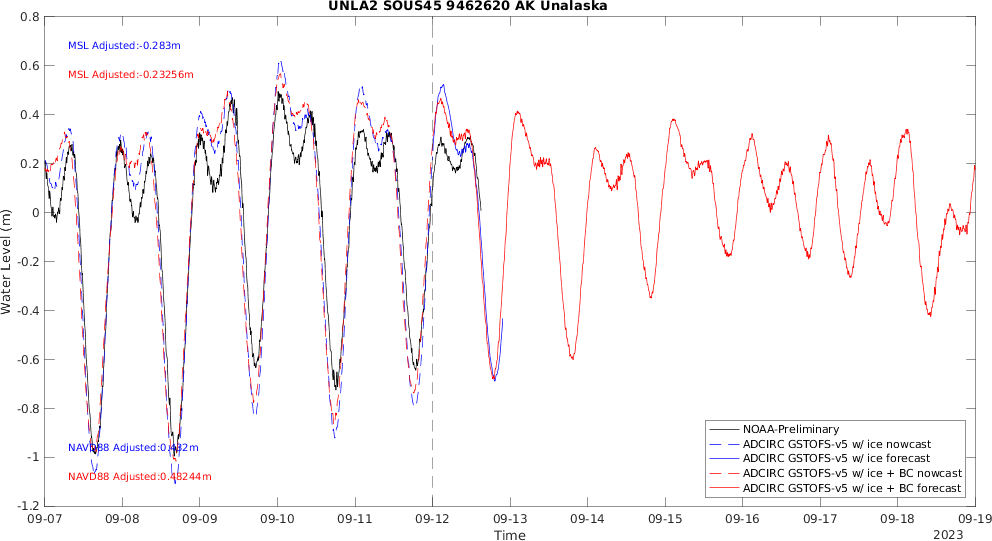 UNLA2 SOUS45 9462620 AK Unalaska
0.8
0.6
0.4
0.2
0
-0.2
-0.4
-0.6
-0.8
-1
-1.2
Water Level (m)
MSL Adjusted:-0.283m
MSL Adjusted:-0.23256m
NAVD88 Adjusted:0.432m
NAVD88 Adjusted:0.48244m
NOAA-Preliminary
ADCIRC GSTOFS-v5 w/ ice nowcast
ADCIRC GSTOFS-v5 w/ ice forecast
ADCIRC GSTOFS-v5 w/ ice + BC nowcast
ADCIRC GSTOFS-v5 w/ ice + BC forecast
09-07 09-08 09-09 09-10 09-11 09-12 09-13 09-14 09-15 09-16 09-17 09-18 09-19
Time
2023